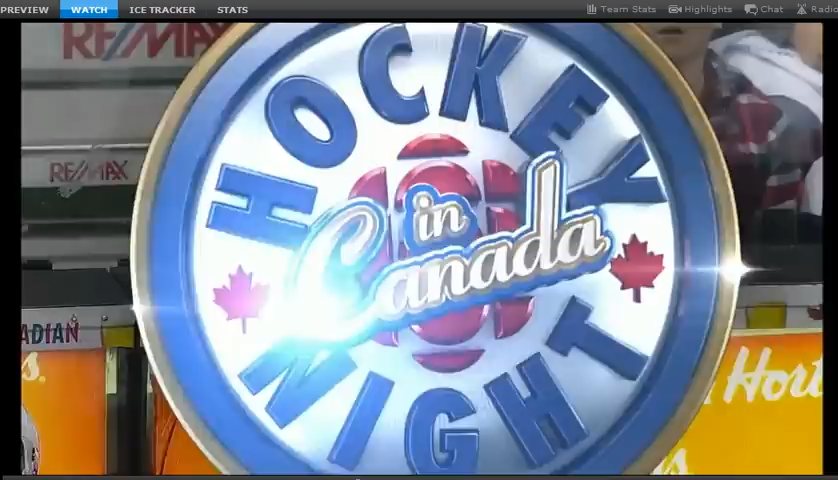 PREVIEW WATCH ICE TRACKER STATS Team Stats Highlights Chat Radio
RE/MAX
RE/MAX
HOCKEY
in
Canada
NIGHT
ADIAN
Hort
s.